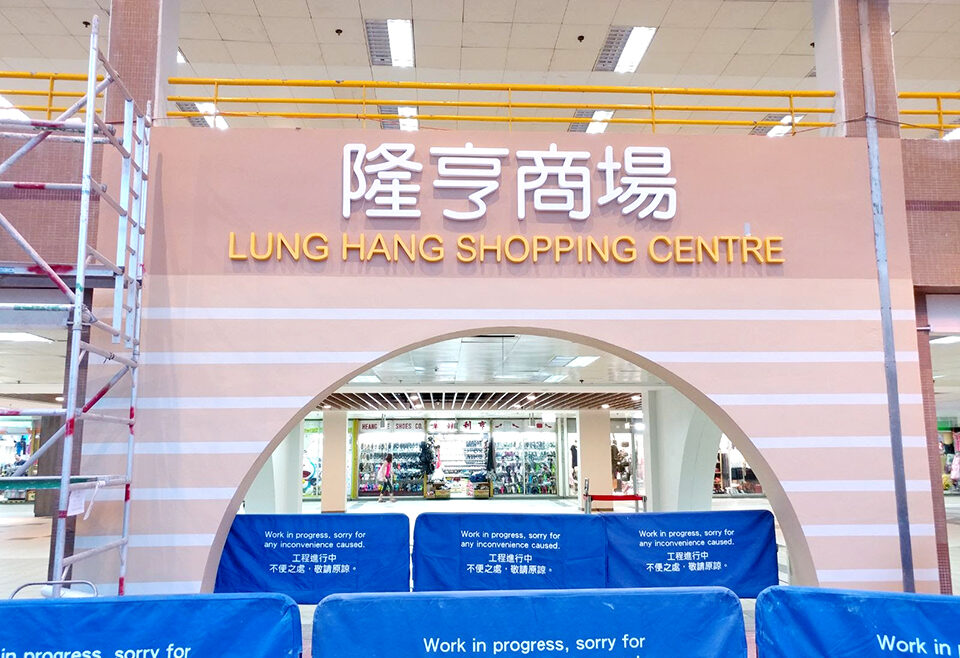 隆亨商場
LUNG HANG SHOPPING CENTRE
SHOES CO.
Work in progress, sorry for
any inconvenience caused.
工程進行中
不便之處，敬請原諒。
Work in progress, sorry for
any inconvenience caused.
工程進行中
不便之處，敬請原諒。
Work in progress, sorry for
any inconvenience caused.
工程進行中
不便之處，敬請原諒。
in progress, sorry for
Work in progress, sorry for
Work in